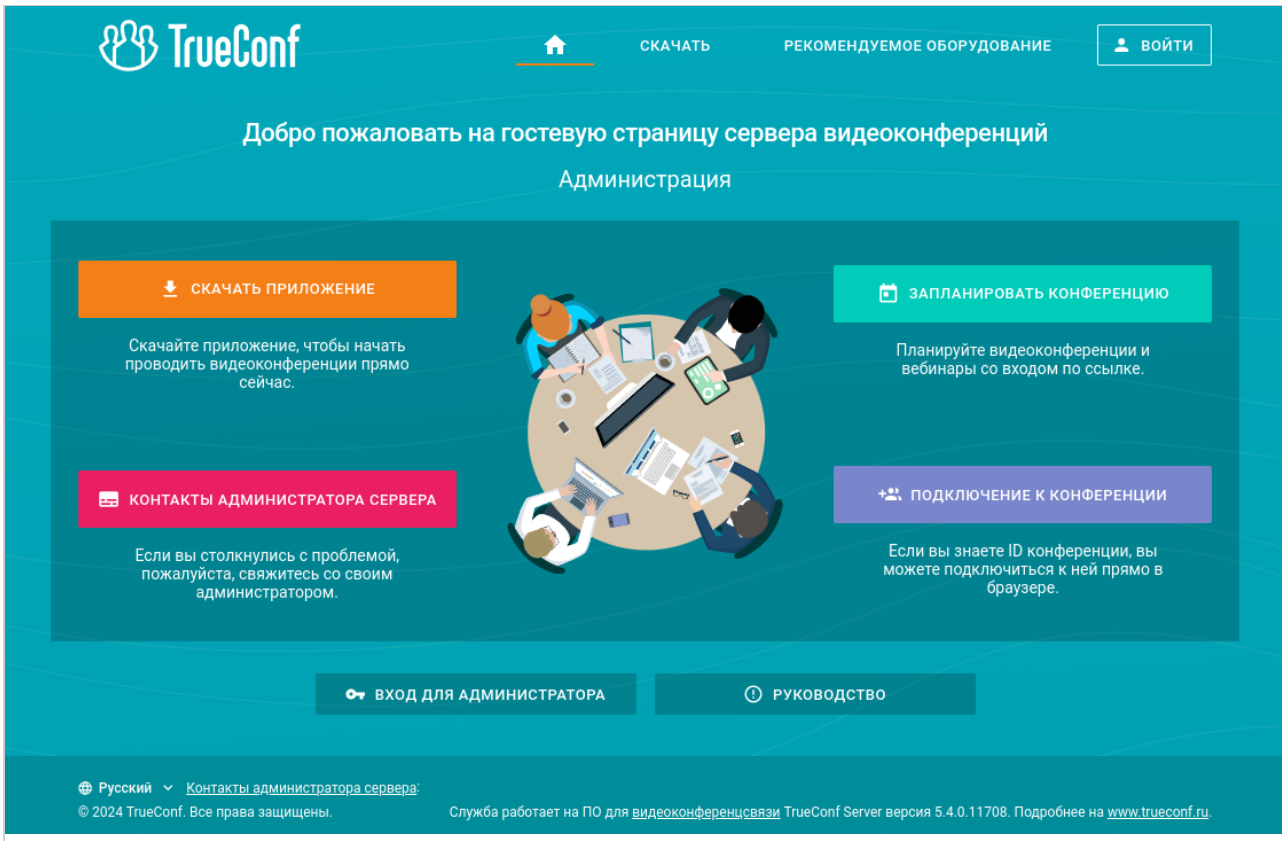 TrueConf
СКАЧАТЬ
РЕКОМЕНДУЕМОЕ ОБОРУДОВАНИЕ
ВОЙТИ
Добро пожаловать на гостевую страницу сервера видеоконференций
Администрация
СКАЧАТЬ ПРИЛОЖЕНИЕ
Скачайте приложение, чтобы начать
проводить видеоконференции прямо
сейчас.
ЗАПЛАНИРОВАТЬ КОНФЕРЕНЦИЮ
Планируйте видеоконференции и
вебинары со входом по ссылке.
КОНТАКТЫ АДМИНИСТРАТОРА СЕРВЕРА
Если вы столкнулись с проблемой,
пожалуйста, свяжитесь со своим
администратором.
ПОДКЛЮЧЕНИЕ К КОНФЕРЕНЦИИ
Если вы знаете ID конференции, вы
можете подключиться к ней прямо в
браузере.
ВХОД ДЛЯ АДМИНИСТРАТОРА
РУКОВОДСТВО
Русский
Контакты администратора сервера:
© 2024 TrueConf. Все права защищены.
Служба работает на ПО для видеоконференцсвязи TrueConf Server версия 5.4.0.11708. Подробнее на www.trueconf.ru.